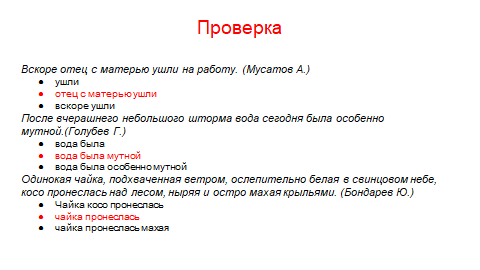 Проверка
Вскоре отец с матерью ушли на работу. (Мусатов А.)
● ушли
● отец с матерью ушли
● вскоре ушли
После вчерашнего небольшого шторма вода сегодня была особенно
мутной.(Голубев Г.)
● вода была
● вода была мутной
● вода была особенно мутной
Одинокая чайка, подхваченная ветром, ослепительно белая в свинцовом небе,
косо пронеслась над лесом, ныряя и остро махая крыльями. (Бондарев Ю.)
● Чайка косо пронеслась
● чайка пронеслась
● чайка пронеслась махая